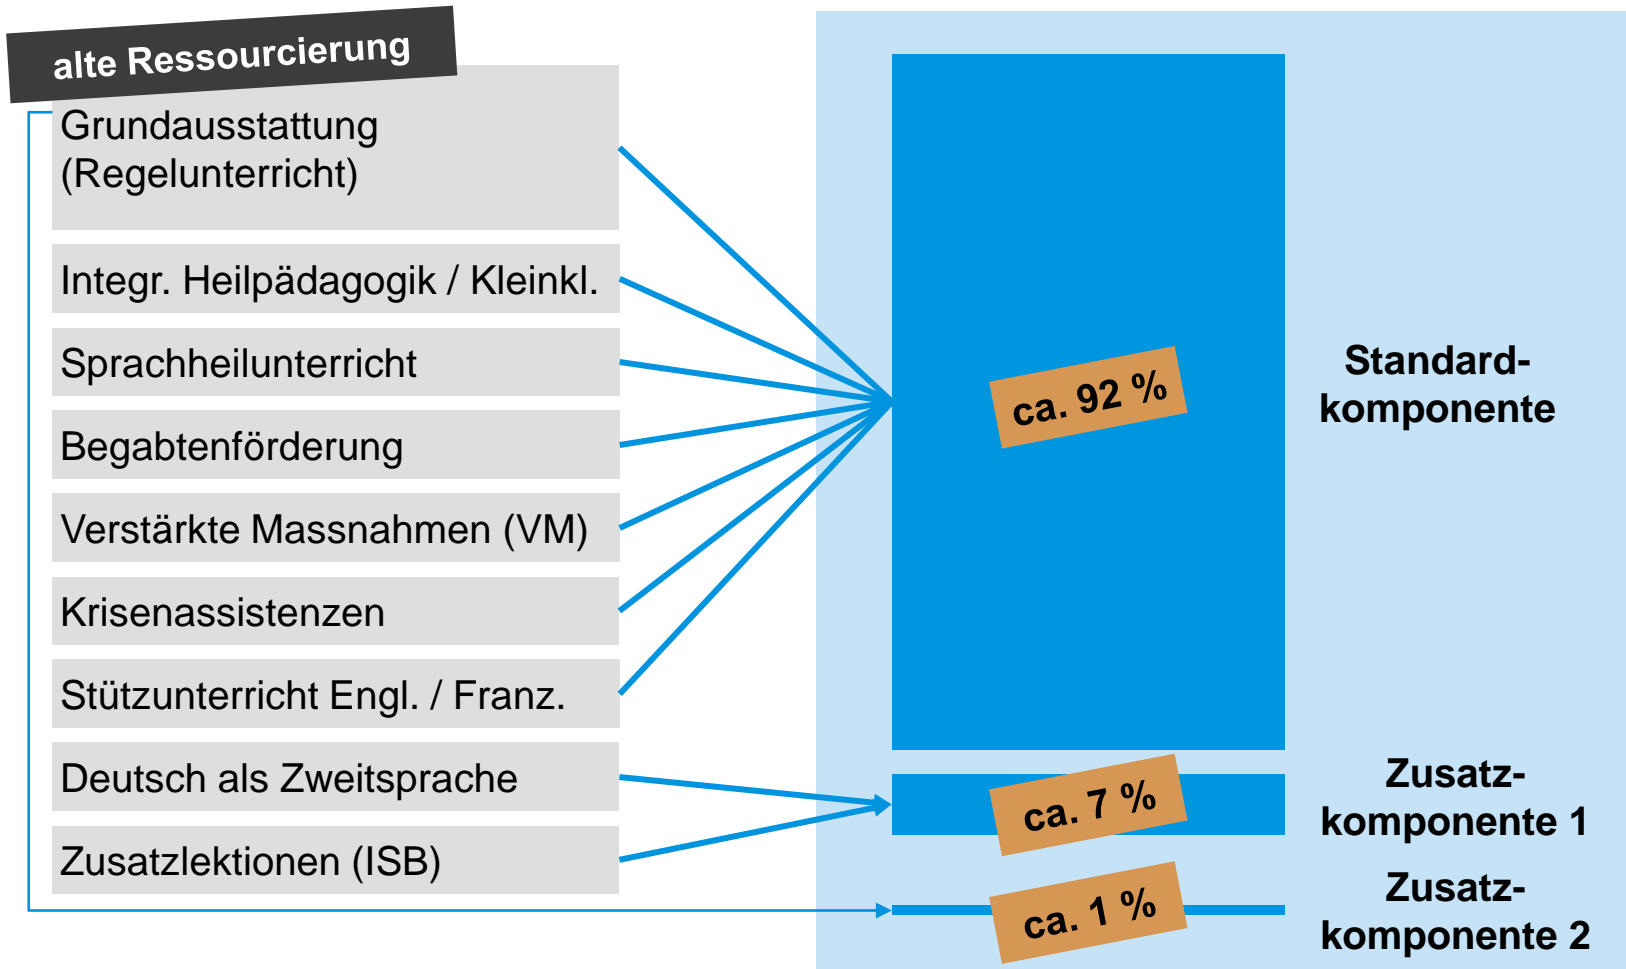 alte Ressourcierung
Grundausstattung
(Regelunterricht)
Integr. Heilpädagogik / Kleinkl.
Sprachheilunterricht
Begabtenförderung
Verstärkte Massnahmen (VM)
Krisenassistenzen
Stützunterricht Engl. / Franz.
Deutsch als Zweitsprache
Zusatzlektionen (ISB)
ca. 92 %
Standard-
komponente
ca. 7 %
Zusatz-
komponente 1
ca. 1 %
Zusatz-
komponente 2